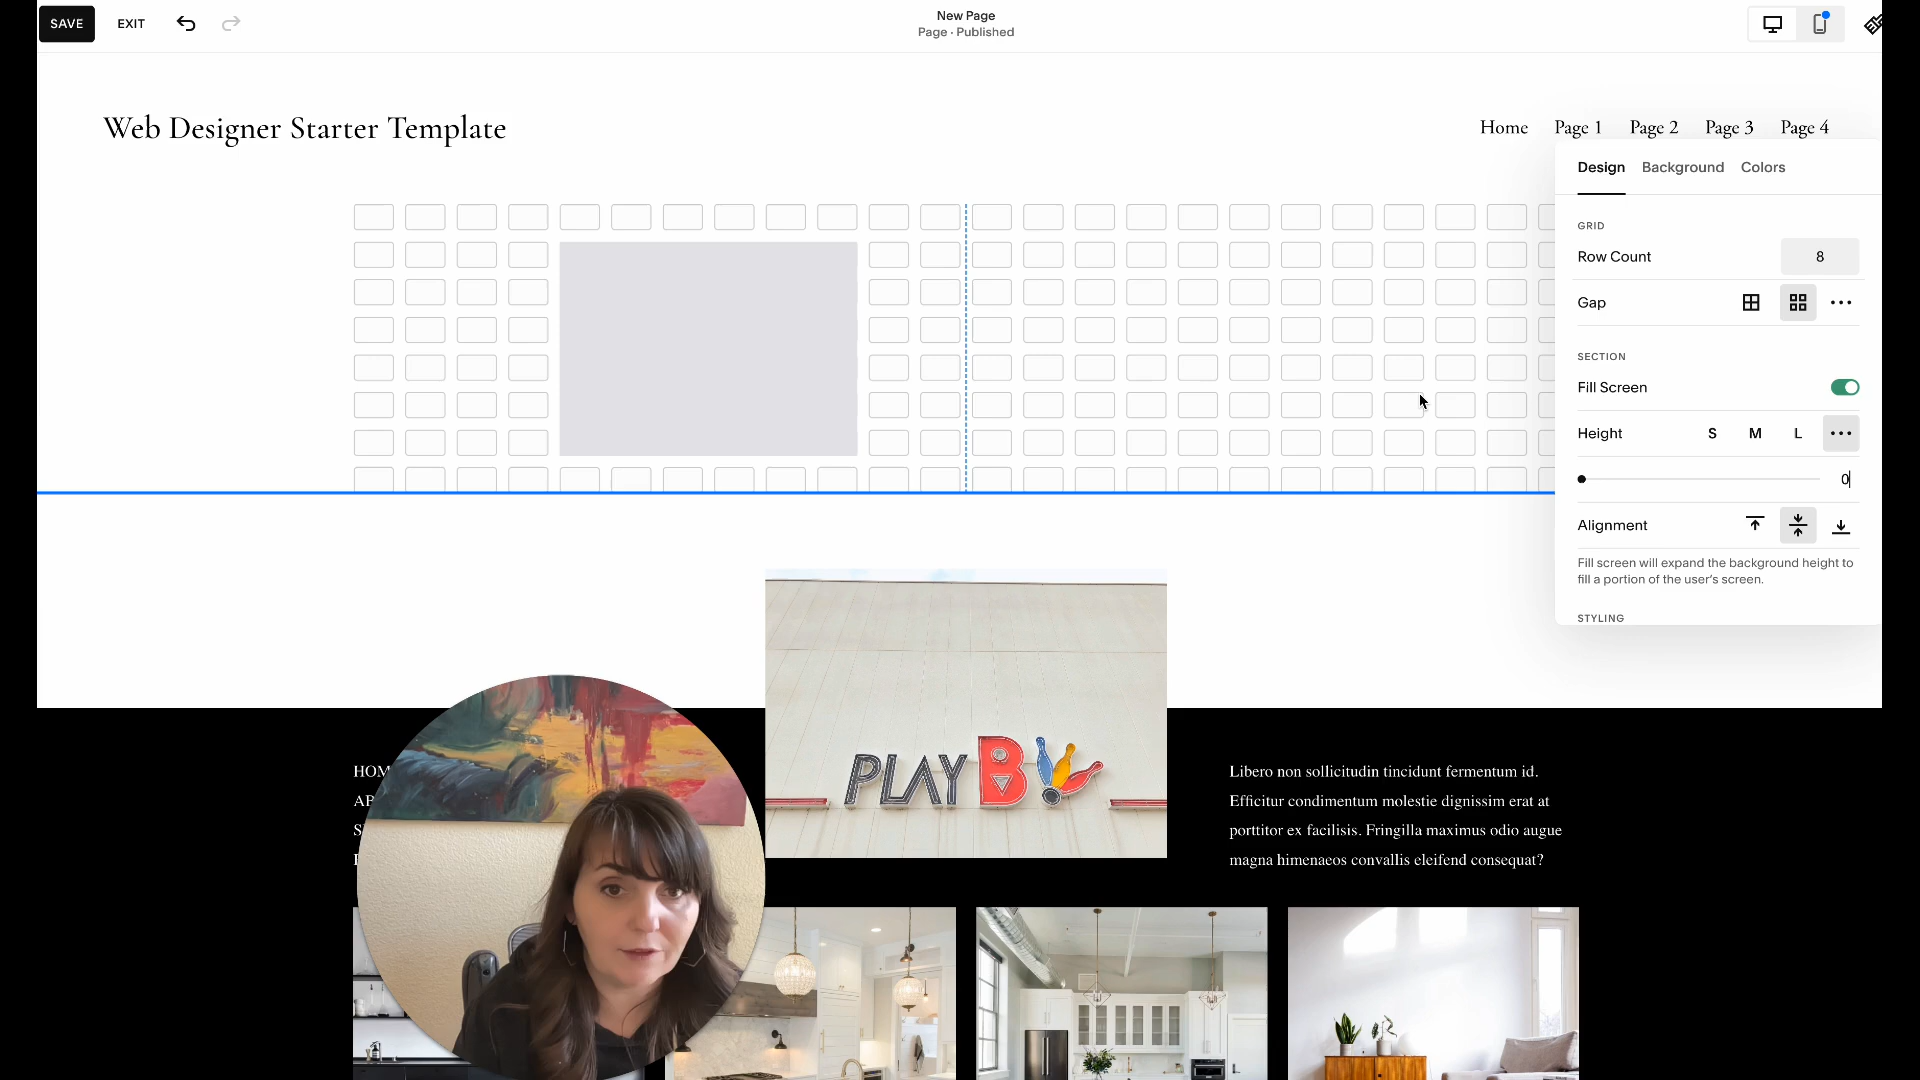 SAVE
EXIT
New Page
Page · Published
Web Designer Starter Template
Home
Page 1
Page 2
Page 3
Page 4
Design
Background
Colors
GRID
Row Count
8
Gap
SECTION
Fill Screen
Height
S
M
L
0
Alignment
Fill screen will expand the background height to
fill a portion of the user's screen.
STYLING
PLAY
Libero non sollicitudin tincidunt fermentum id.
Efficitur condimentum molestie dignissim erat at
porttitor ex facilisis. Fringilla maximus odio augue
magna himenaeos convallis eleifend consequat?